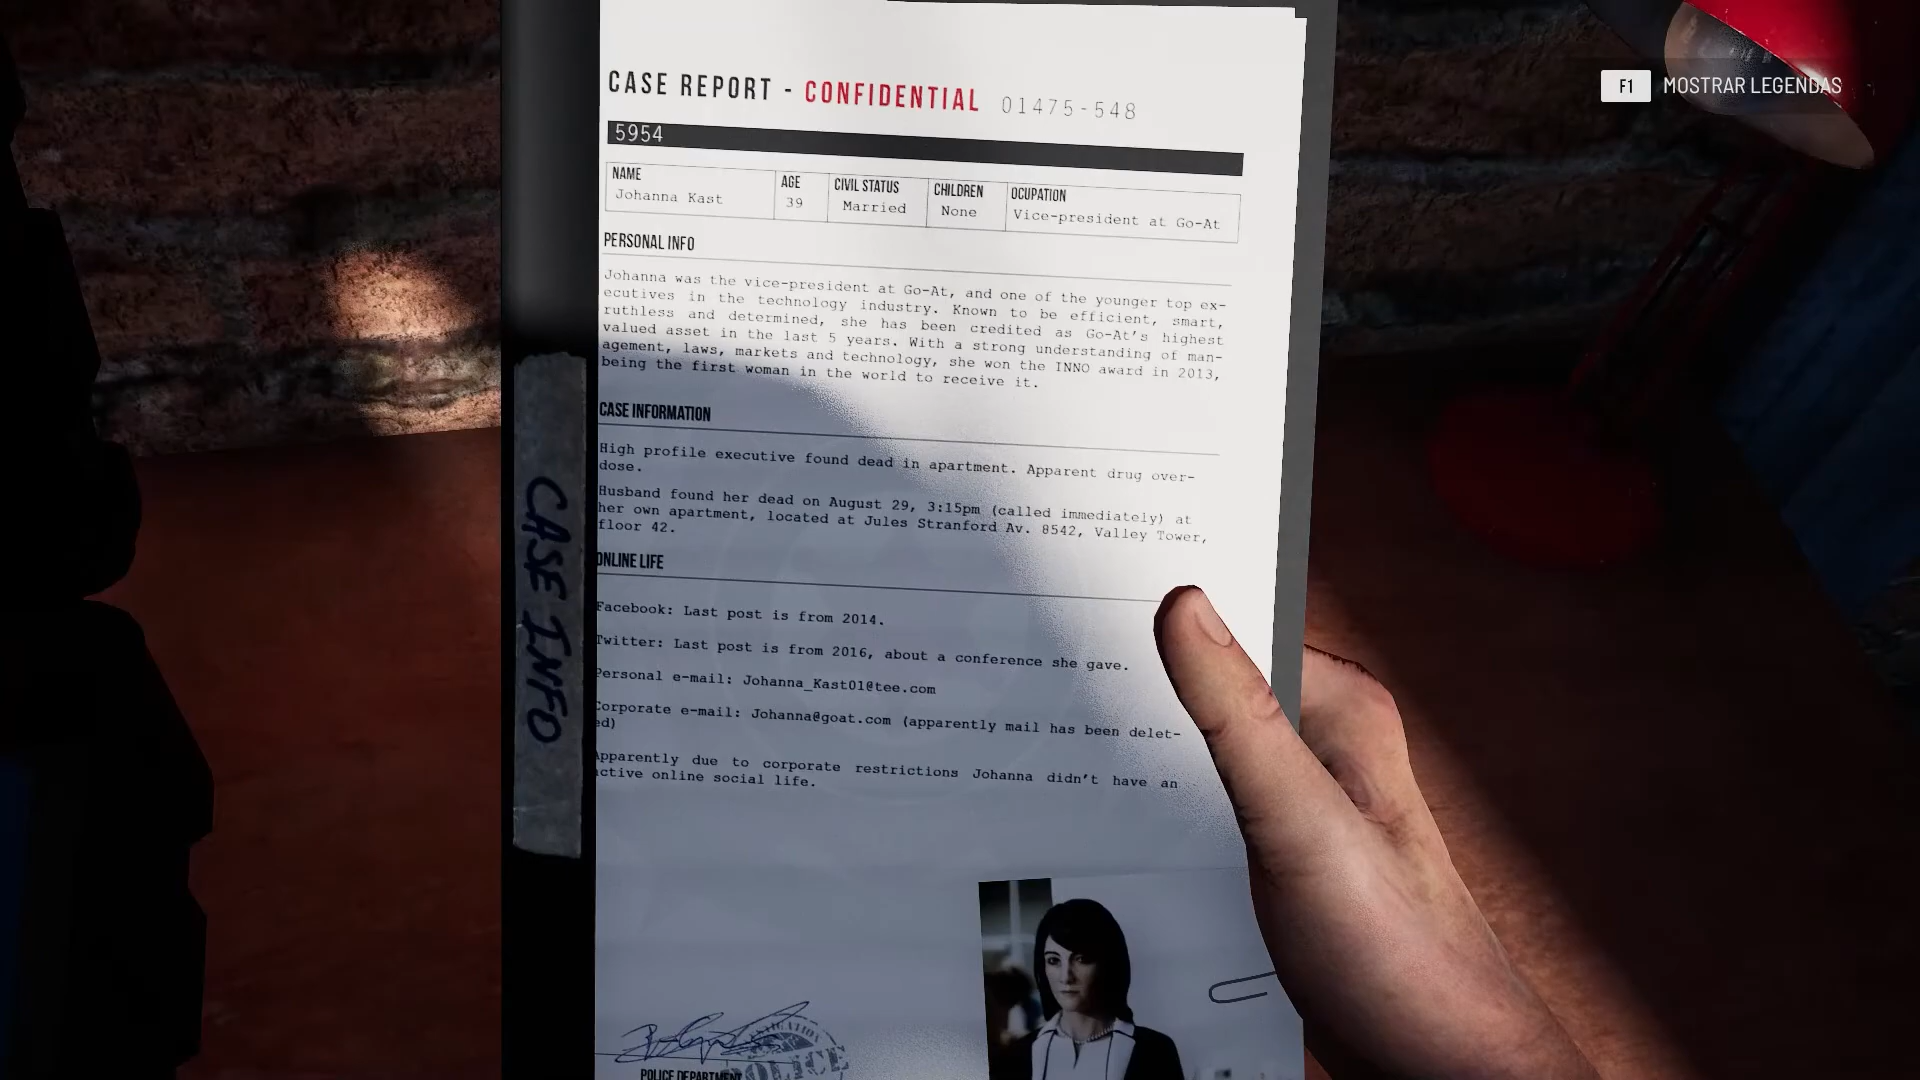 CASE REPORT - CONFIDENTIAL 01475-548
F1 MOSTRAR LEGENDAS
5954
NAME AGE CIVIL STATUS CHILDREN OCUPATION
Johanna Kast 39 Married None Vice-president at Go-At
PERSONAL INFO
Johanna was the vice-president at Go-At, and one of the younger top ex-
ecutives in the technology industry. Known to be efficient, smart,
ruthless and determined, she has been credited as Go-At's highest
valued asset in the last 5 years. With a strong understanding of man-
agement, laws, markets and technology, she won the INNO award in 2013,
being the first woman in the world to receive it.
CASE INFORMATION
High profile executive found dead in apartment. Apparent drug over-
dose.
Husband found her dead on August 29, 3:15pm (called immediately) at
her own apartment, located at Jules Stranford Av. 8542, Valley Tower,
floor 42.
ONLINE LIFE
Facebook: Last post is from 2014.
Twitter: Last post is from 2016, about a conference she gave.
Personal e-mail: Johanna_Kast01@tee.com
Corporate e-mail: Johanna@goat.com (apparently mail has been delet-
ed)
Apparently due to corporate restrictions Johanna didn't have an
active online social life.
CASE INFO
POLICE
POLICE DEPARTMENT